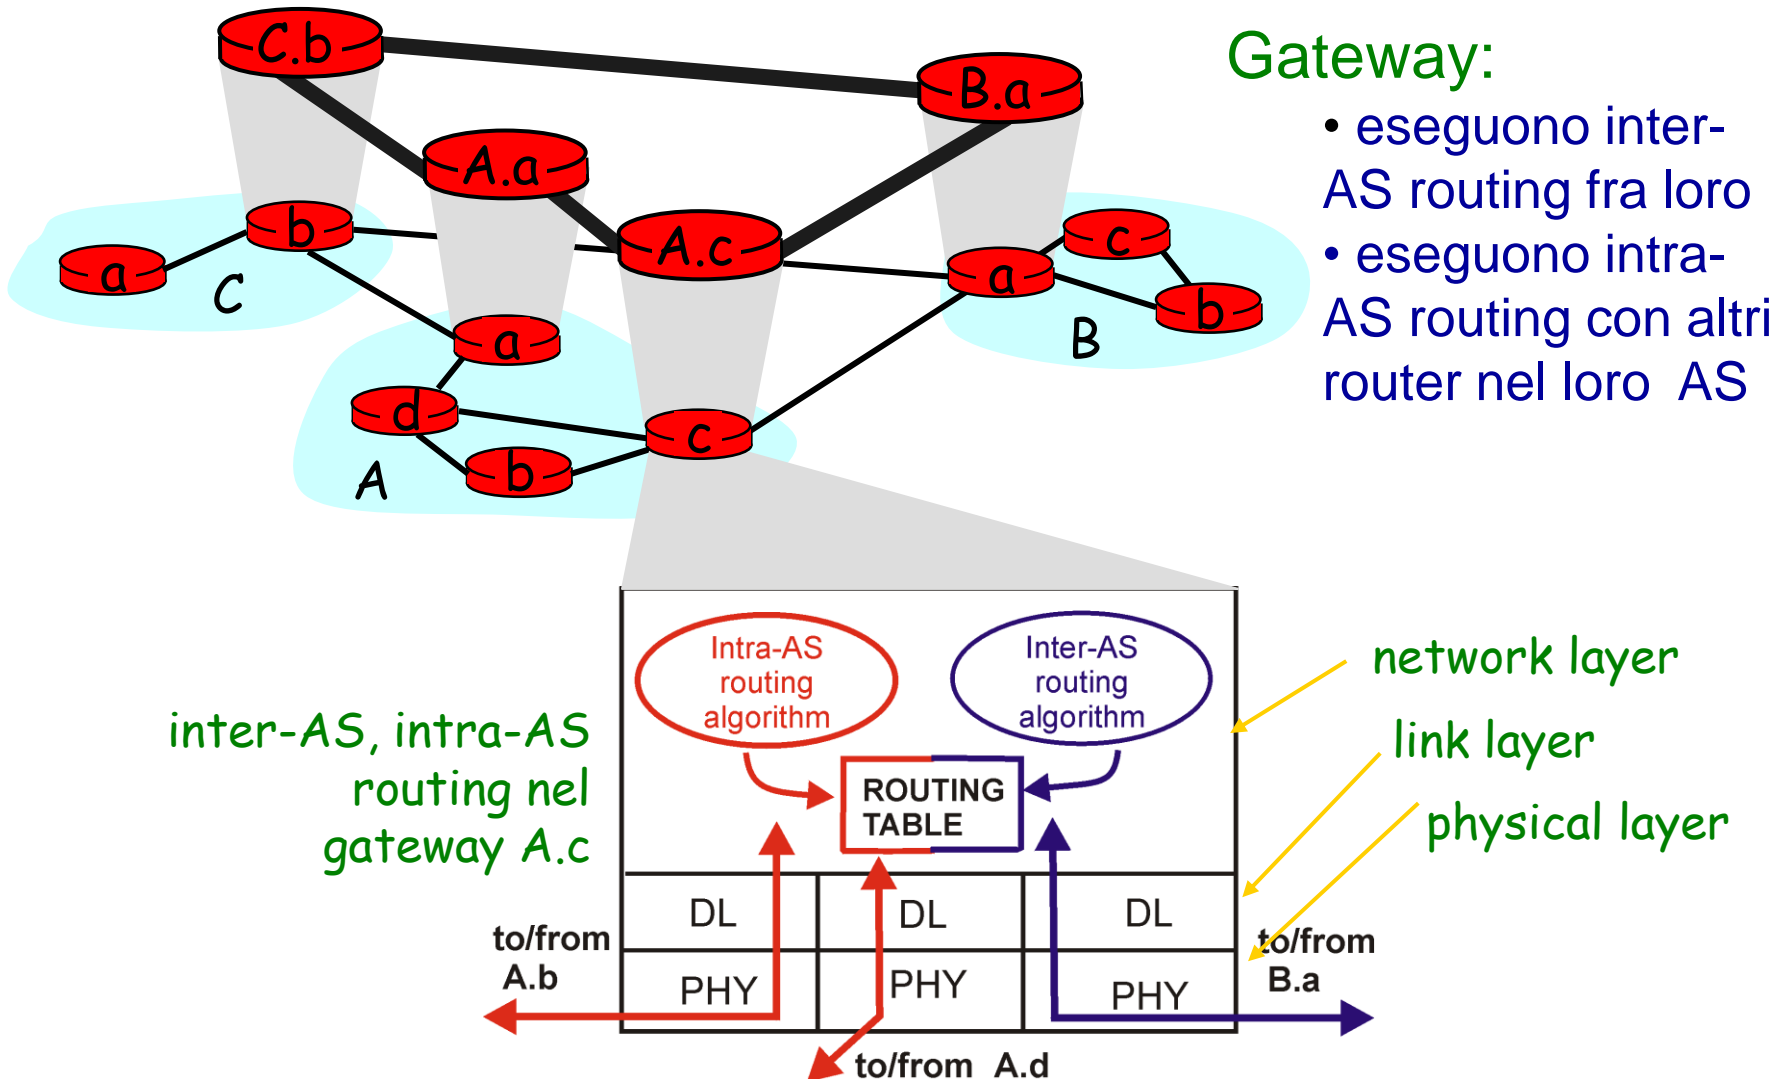 C.b
B.a
A.a
A.c
Gateway:
• eseguono inter-
AS routing fra loro
• eseguono intra-
AS routing con altri
router nel loro  AS
a
b
C
a
c
b
B
a
d
b
c
A
inter-AS, intra-AS
routing nel
gateway A.c
Intra-AS
routing
algorithm
Inter-AS
routing
algorithm
ROUTING
TABLE
network layer
link layer
physical layer
DL
DL
DL
PHY
PHY
PHY
to/from
A.b
to/from  A.d
to/from
B.a